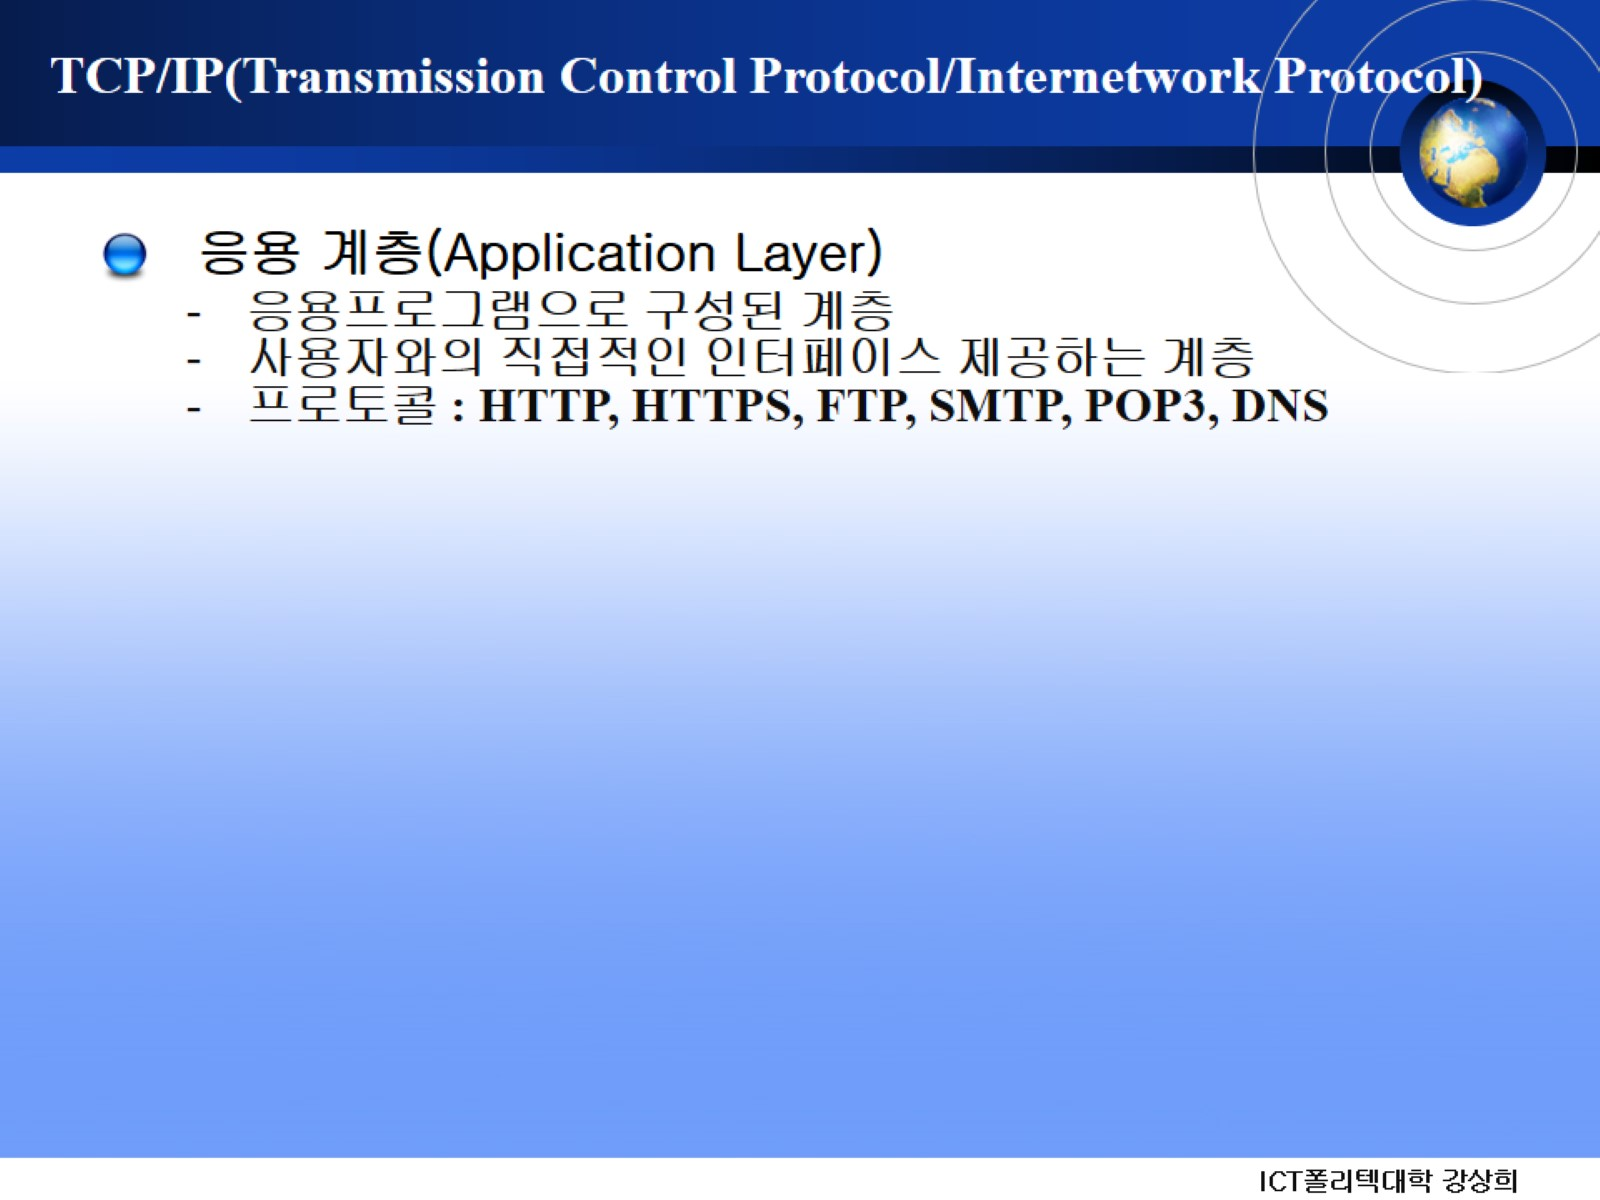 TCP/IP(Transmission Control Protocol/Internetwork Protocol)
응용 계층(Application Layer)
- 응용프로그램으로 구성된 계층
- 사용자와의 직접적인 인터페이스 제공하는 계층
- 프로토콜 : HTTP, HTTPS, FTP, SMTP, POP3, DNS
ICT폴리텍대학 강상희